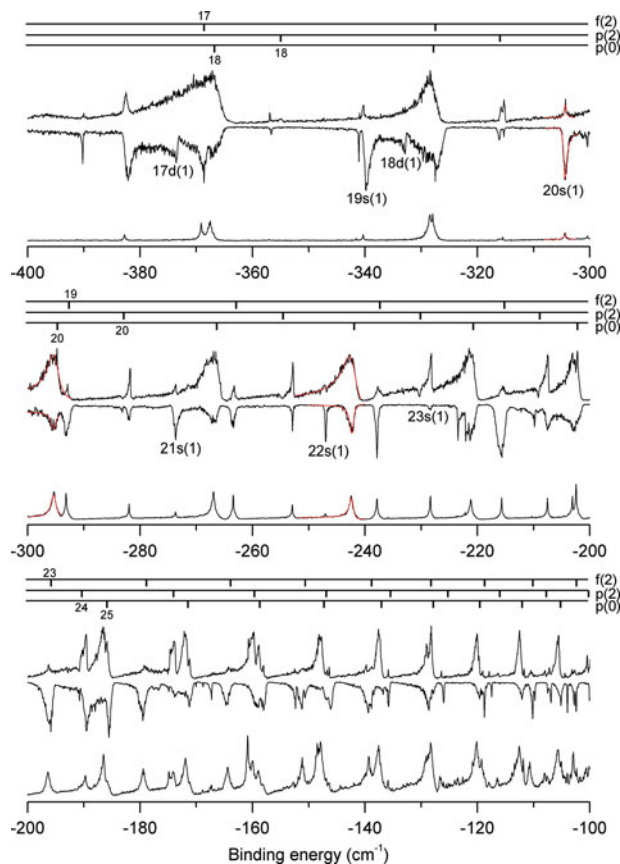 17
f(2)
p(2)
18
18
p(0)
17d(1)
18d(1)
19s(1)
20s(1)
-400 -380 -360 -340 -320 -300
19
f(2)
p(2)
20
20
p(0)
21s(1)
22s(1)
23s(1)
-300 -280 -260 -240 -220 -200
23
f(2)
p(2)
24
25
p(0)
-200 -180 -160 -140 -120 -100
Binding energy (cm⁻¹)